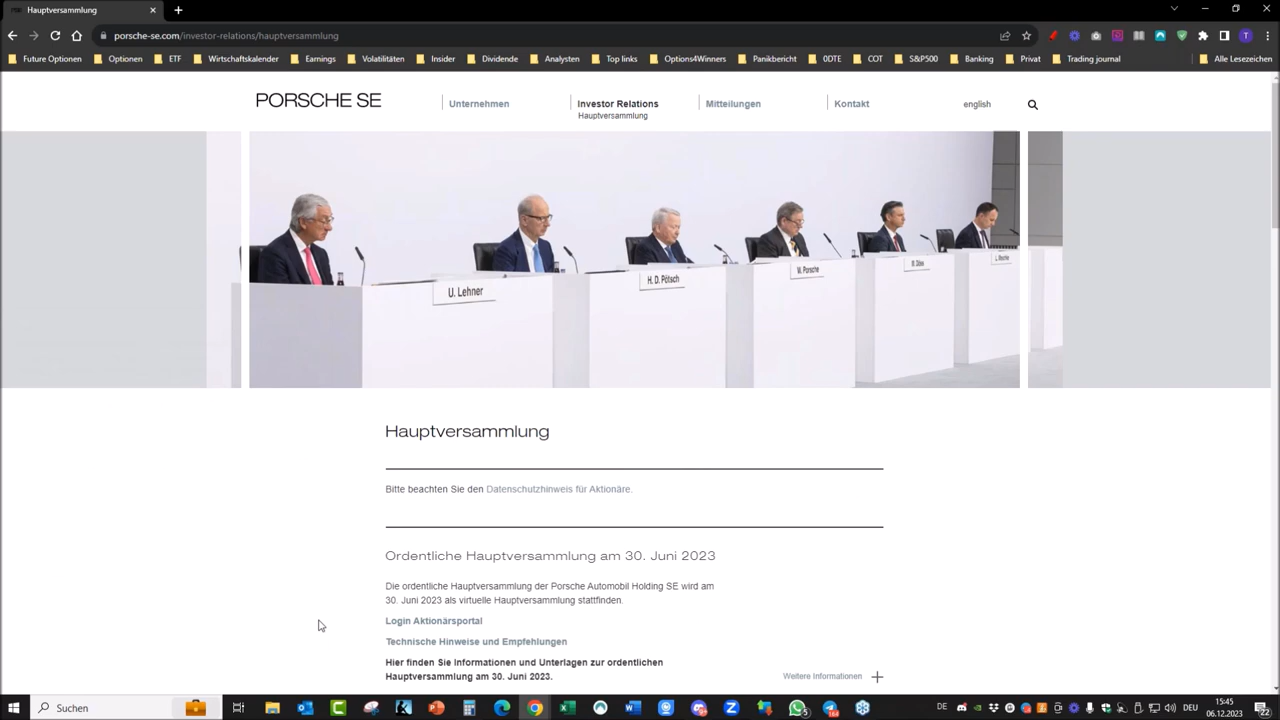 Hauptversammlung
porsche-se.com/investor-relations/hauptversammlung
Future Optionen Optionen ETF Wirtschaftskalender Earnings Volatilitäten Insider Dividende Analysten Top links Options4Winners Panikbericht 0DTE COT S&P500 Banking Privat Trading journal Alle Lesezeichen
PORSCHE SE
Unternehmen Investor Relations Mitteilungen Kontakt english
Hauptversammlung
U. Lehner H. D. Pötsch W. Porsche
Hauptversammlung
Bitte beachten Sie den Datenschutzhinweis für Aktionäre.
Ordentliche Hauptversammlung am 30. Juni 2023
Die ordentliche Hauptversammlung der Porsche Automobil Holding SE wird am
30. Juni 2023 als virtuelle Hauptversammlung stattfinden.
Login Aktionärsportal
Technische Hinweise und Empfehlungen
Hier finden Sie Informationen und Unterlagen zur ordentlichen
Hauptversammlung am 30. Juni 2023.
Weitere Informationen
Suchen
DE
15:45
06.12.2023